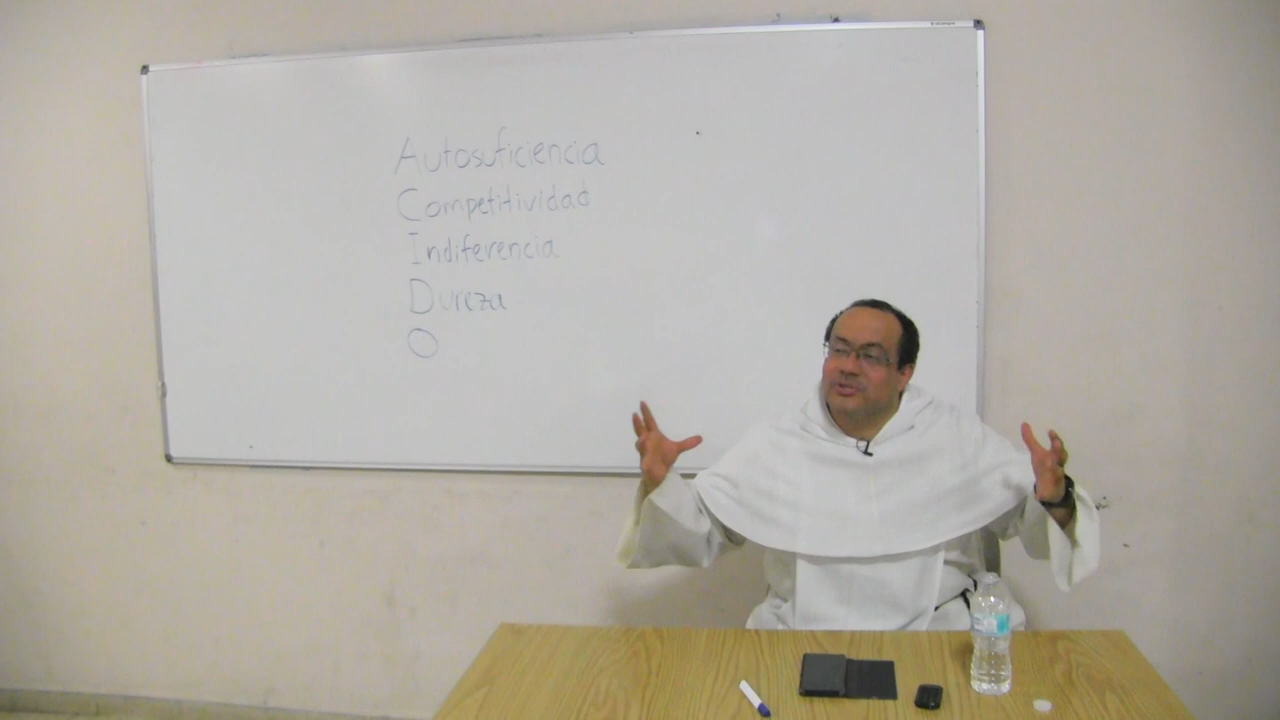 Autosuficiencia
Competitividad
Indiferencia
Dureza
O